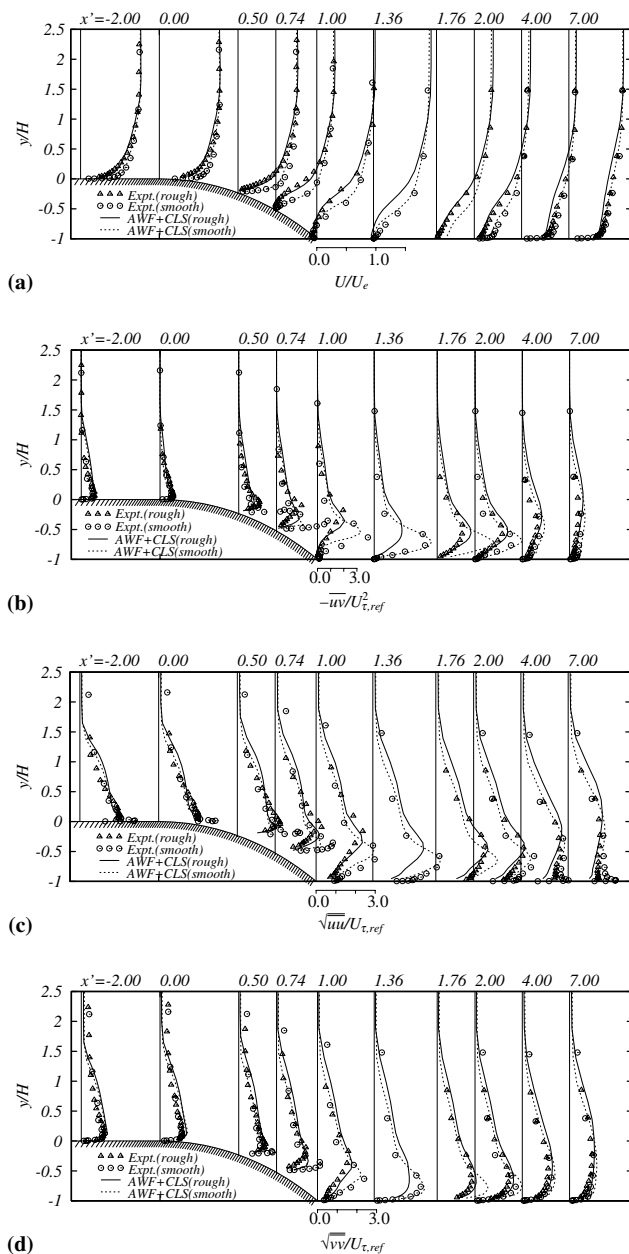 x'=-2.00 0.00 0.50 0.74 1.00 1.36 1.76 2.00 4.00 7.00
2.5
2
1.5
1
0.5
0
-0.5
-1
y/H
Expt.(rough)
Expt.(smooth)
AWF+CLS(rough)
AWF+CLS(smooth)
0.0 1.0
U/U_e
(a)
x'=-2.00 0.00 0.50 0.74 1.00 1.36 1.76 2.00 4.00 7.00
2.5
2
1.5
1
0.5
0
-0.5
-1
y/H
Expt.(rough)
Expt.(smooth)
AWF+CLS(rough)
AWF+CLS(smooth)
0.0 3.0
-\overline{uv}/U^2_{τ,ref}
(b)
x'=-2.00 0.00 0.50 0.74 1.00 1.36 1.76 2.00 4.00 7.00
2.5
2
1.5
1
0.5
0
-0.5
-1
y/H
Expt.(rough)
Expt.(smooth)
AWF+CLS(rough)
AWF+CLS(smooth)
0.0 3.0
√\overline{uu}/U_{τ,ref}
(c)
x'=-2.00 0.00 0.50 0.74 1.00 1.36 1.76 2.00 4.00 7.00
2.5
2
1.5
1
0.5
0
-0.5
-1
y/H
Expt.(rough)
Expt.(smooth)
AWF+CLS(rough)
AWF+CLS(smooth)
0.0 3.0
√\overline{vv}/U_{τ,ref}
(d)